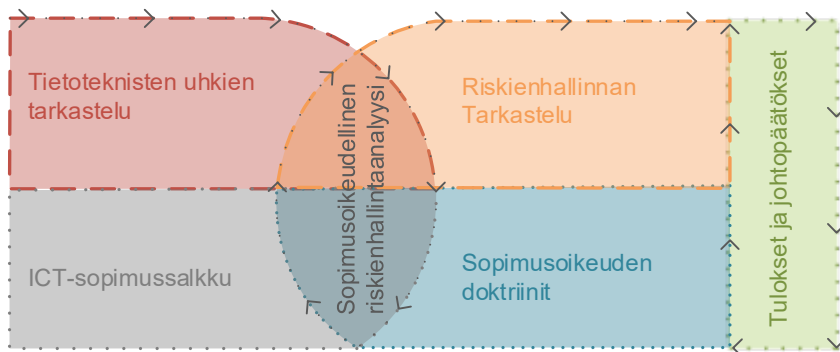 Tietoteknisten uhkien
tarkastelu
Sopimusoikeudellinen
riskienhallintaanalyysi
Riskienhallinnan
Tarkastelu
Tulokset ja johtopäätökset
ICT-sopimussalkku
Sopimusoikeuden
doktriinit